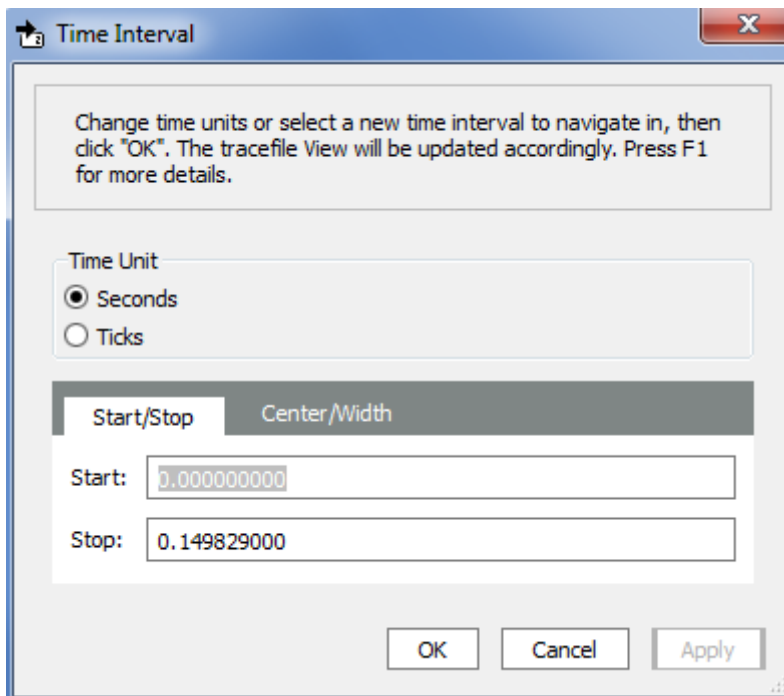 Time Interval
Change time units or select a new time interval to navigate in, then
click "OK". The tracefile View will be updated accordingly. Press F1
for more details.
Time Unit
Seconds
Ticks
Start/Stop Center/Width
Start: 0.000000000
Stop: 0.149829000
OK Cancel Apply